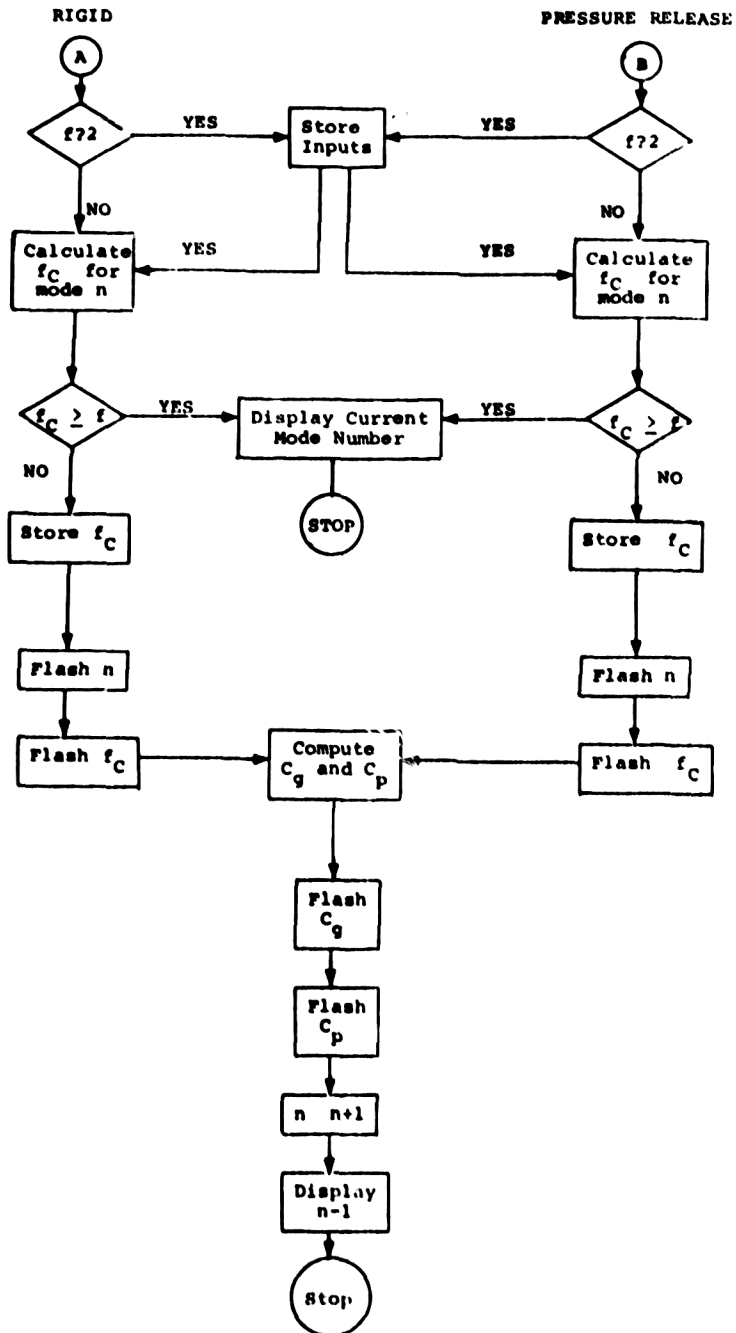 RIGID
PRESSURE RELEASE
A
B
f?2
YES
Store
Inputs
YES
f?2
NO
NO
Calculate
f_C for
mode n
YES
YES
Calculate
f_C for
mode n
f_C ≥ f
YES
Display Current
Mode Number
YES
f_C ≥ f
NO
NO
STOP
Store f_C
Store f_C
Flash n
Flash n
Flash f_C
Compute
C_g and C_p
Flash f_C
Flash
C_g
Flash
C_p
n n+1
Display
n-1
Stop